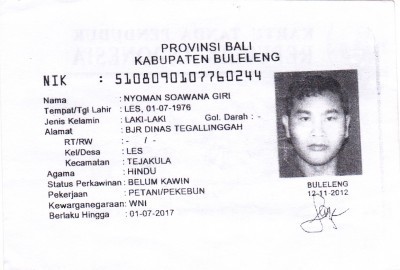 PROVINSI BALI
KABUPATEN BULELENG
NIK : 5108090107760244
Nama : NYOMAN SOAWANA GIRI
Tempat/Tgl Lahir : LES, 01-07-1976
Jenis Kelamin : LAKI-LAKI Gol. Darah : -
Alamat : BJR DINAS TEGALLINGGAH
RT/RW : - / -
Kel/Desa : LES
Kecamatan : TEJAKULA
Agama : HINDU
Status Perkawinan : BELUM KAWIN
Pekerjaan : PETANI/PEKEBUN
Kewarganegaraan: WNI
Berlaku Hingga : 01-07-2017
BULELENG
12-11-2012